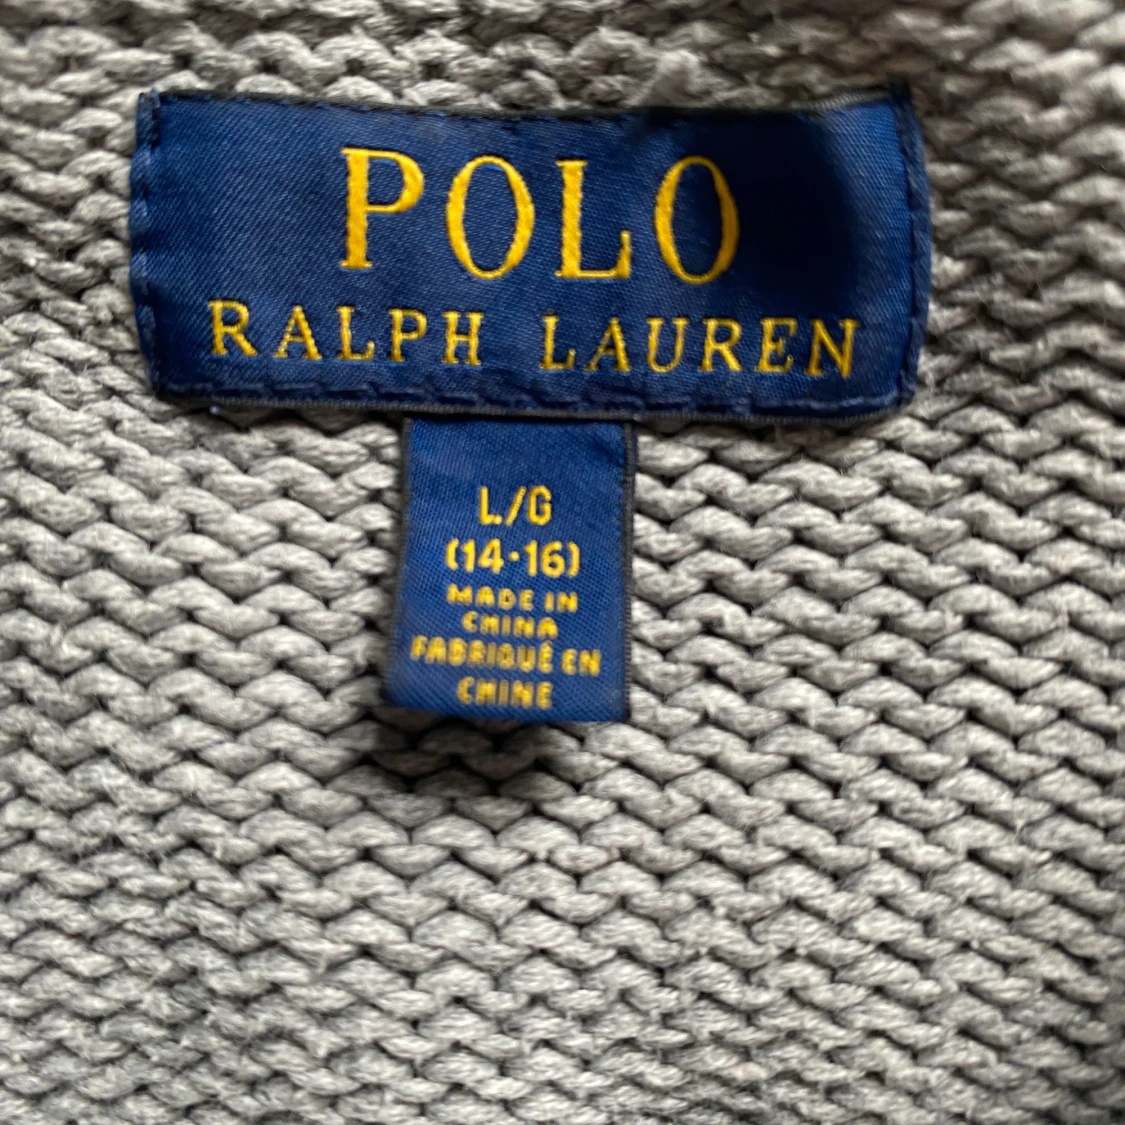 POLO
RALPH LAUREN
L/G
(14-16)
MADE IN
CHINA
FABRIQUÉ EN
CHINE